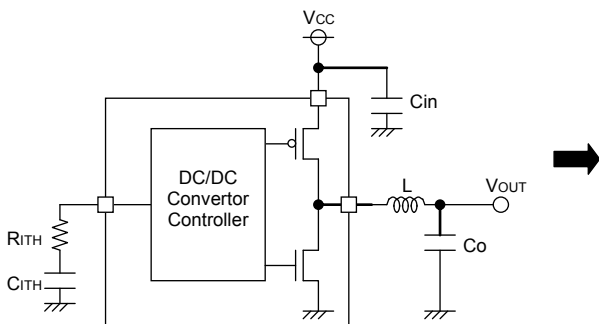 VCC
Cin
DC/DC
Convertor
Controller
L
VOUT
RITH
Co
CITH